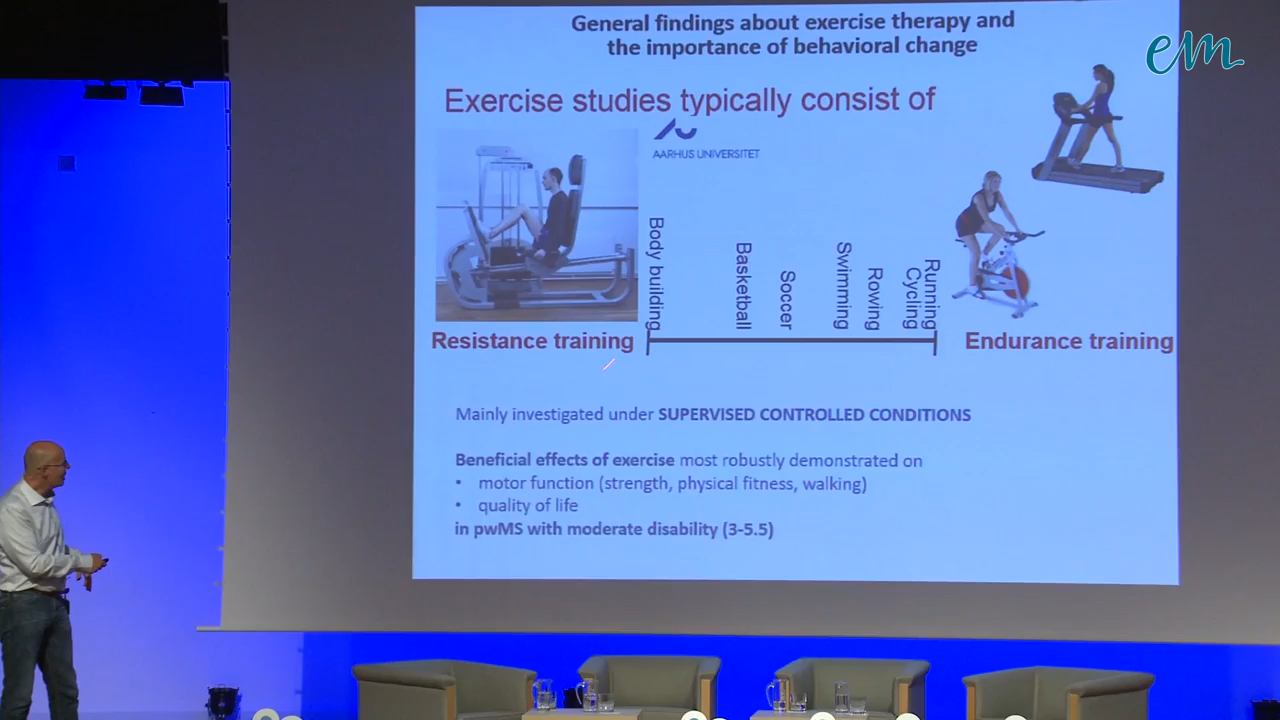 General findings about exercise therapy and
the importance of behavioral change
em
Exercise studies typically consist of
AARHUS UNIVERSITET
Body building
Basketball
Soccer
Swimming
Rowing
Cycling
Running
Resistance training
Endurance training
Mainly investigated under SUPERVISED CONTROLLED CONDITIONS
Beneficial effects of exercise most robustly demonstrated on
• motor function (strength, physical fitness, walking)
• quality of life
in pwMS with moderate disability (3-5.5)